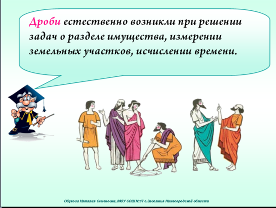 Дроби естественно возникли при решении
задач о разделе имущества, измерении
земельных участков, исчислении времени.